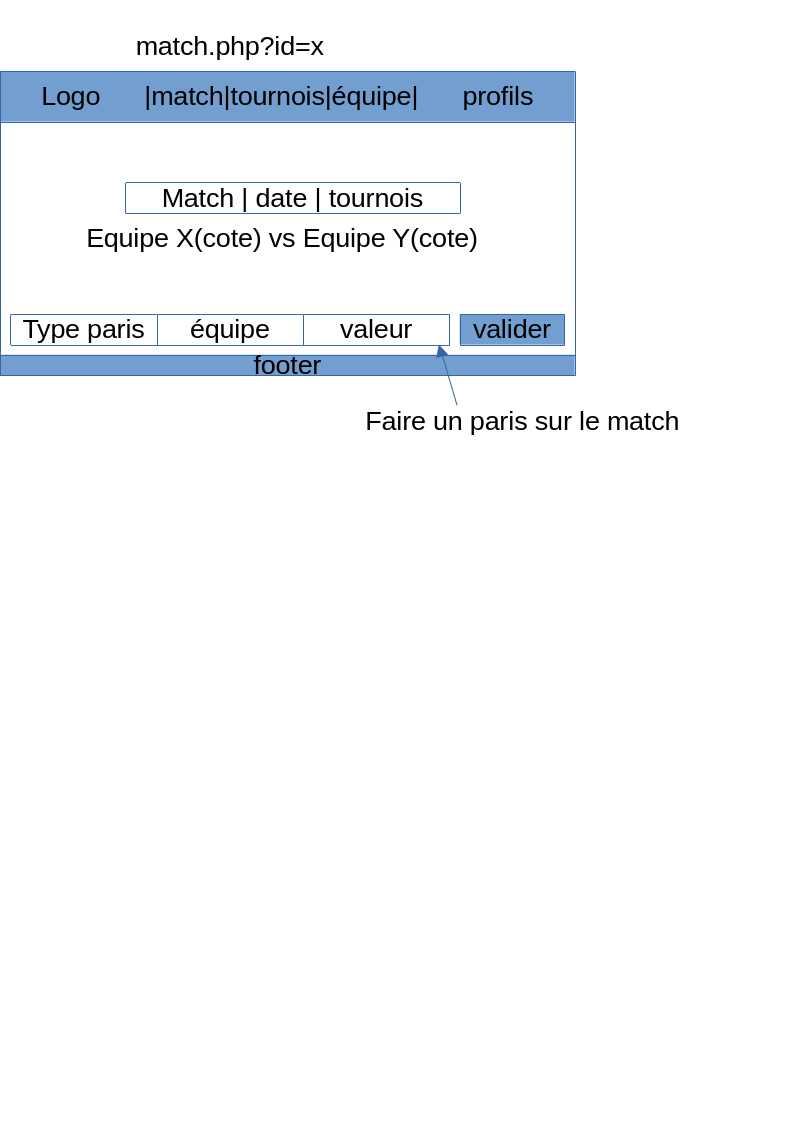 match.php?id=x
Logo |match|tournois|équipe| profils
Match | date | tournois
Equipe X(cote) vs Equipe Y(cote)
Type paris équipe valeur valider
footer
Faire un paris sur le match